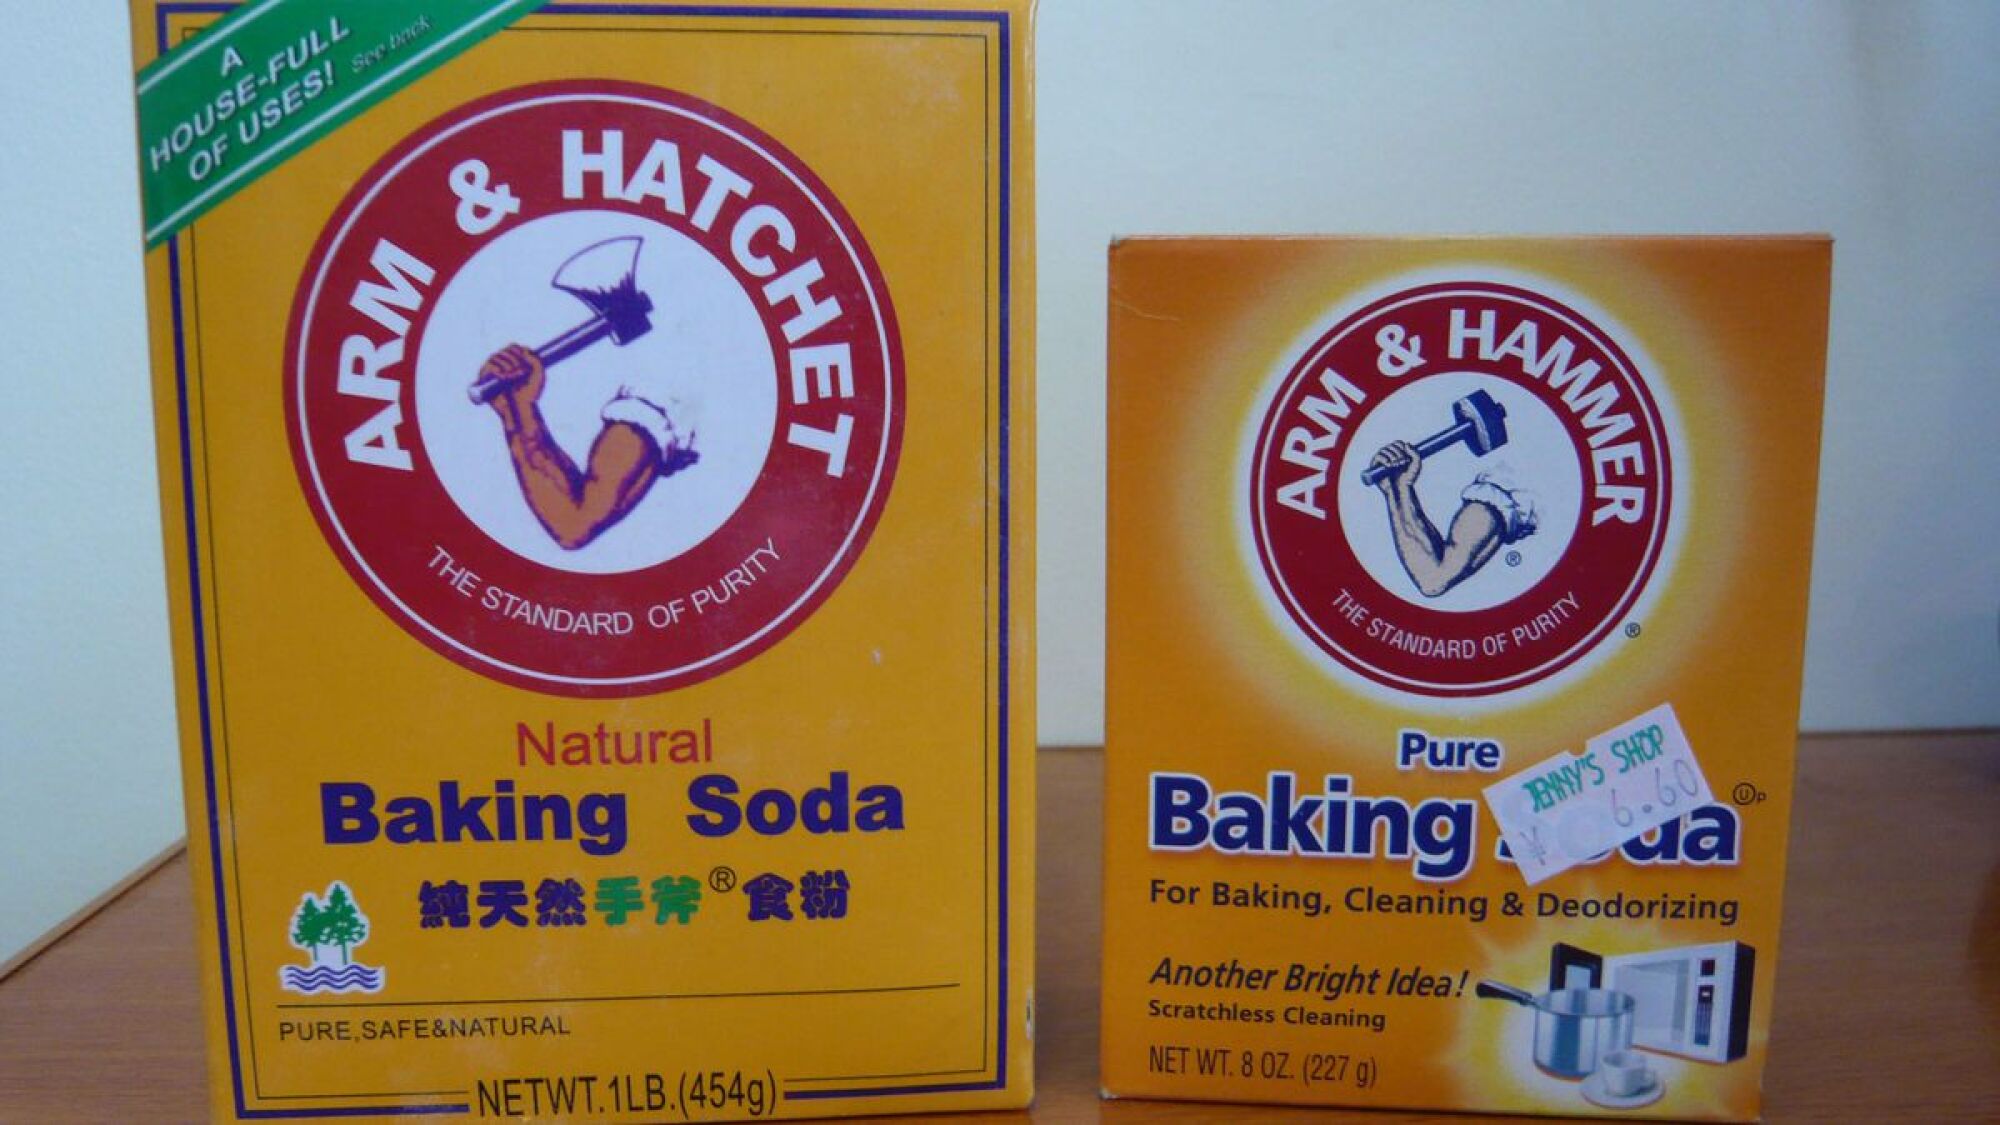 A
HOUSE-FULL
OF USES!
See back
ARM & HATCHET
THE STANDARD OF PURITY
Natural
Baking Soda
純天然手斧®食粉
PURE,SAFE&NATURAL
NETWT.1LB.(454g)
ARM & HAMMER
®
THE STANDARD OF PURITY
®
Pure
Baking
JENNY'S SHOP
¥ 6.60
Ⓤp
For Baking, Cleaning & Deodorizing
Another Bright Idea!
Scratchless Cleaning
NET WT. 8 OZ. (227 g)